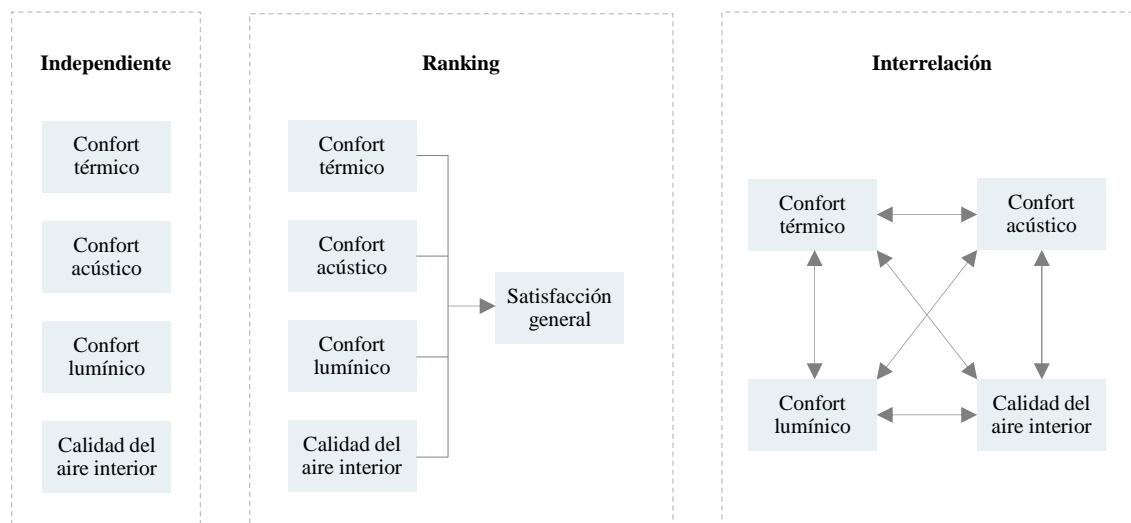 Independiente
Confort
térmico
Confort
acústico
Confort
lumínico
Calidad del
aire interior
Ranking
Confort
térmico
Confort
acústico
Confort
lumínico
Calidad del
aire interior
Satisfacción
general
Interrelación
Confort
térmico
Confort
acústico
Confort
lumínico
Calidad del
aire interior